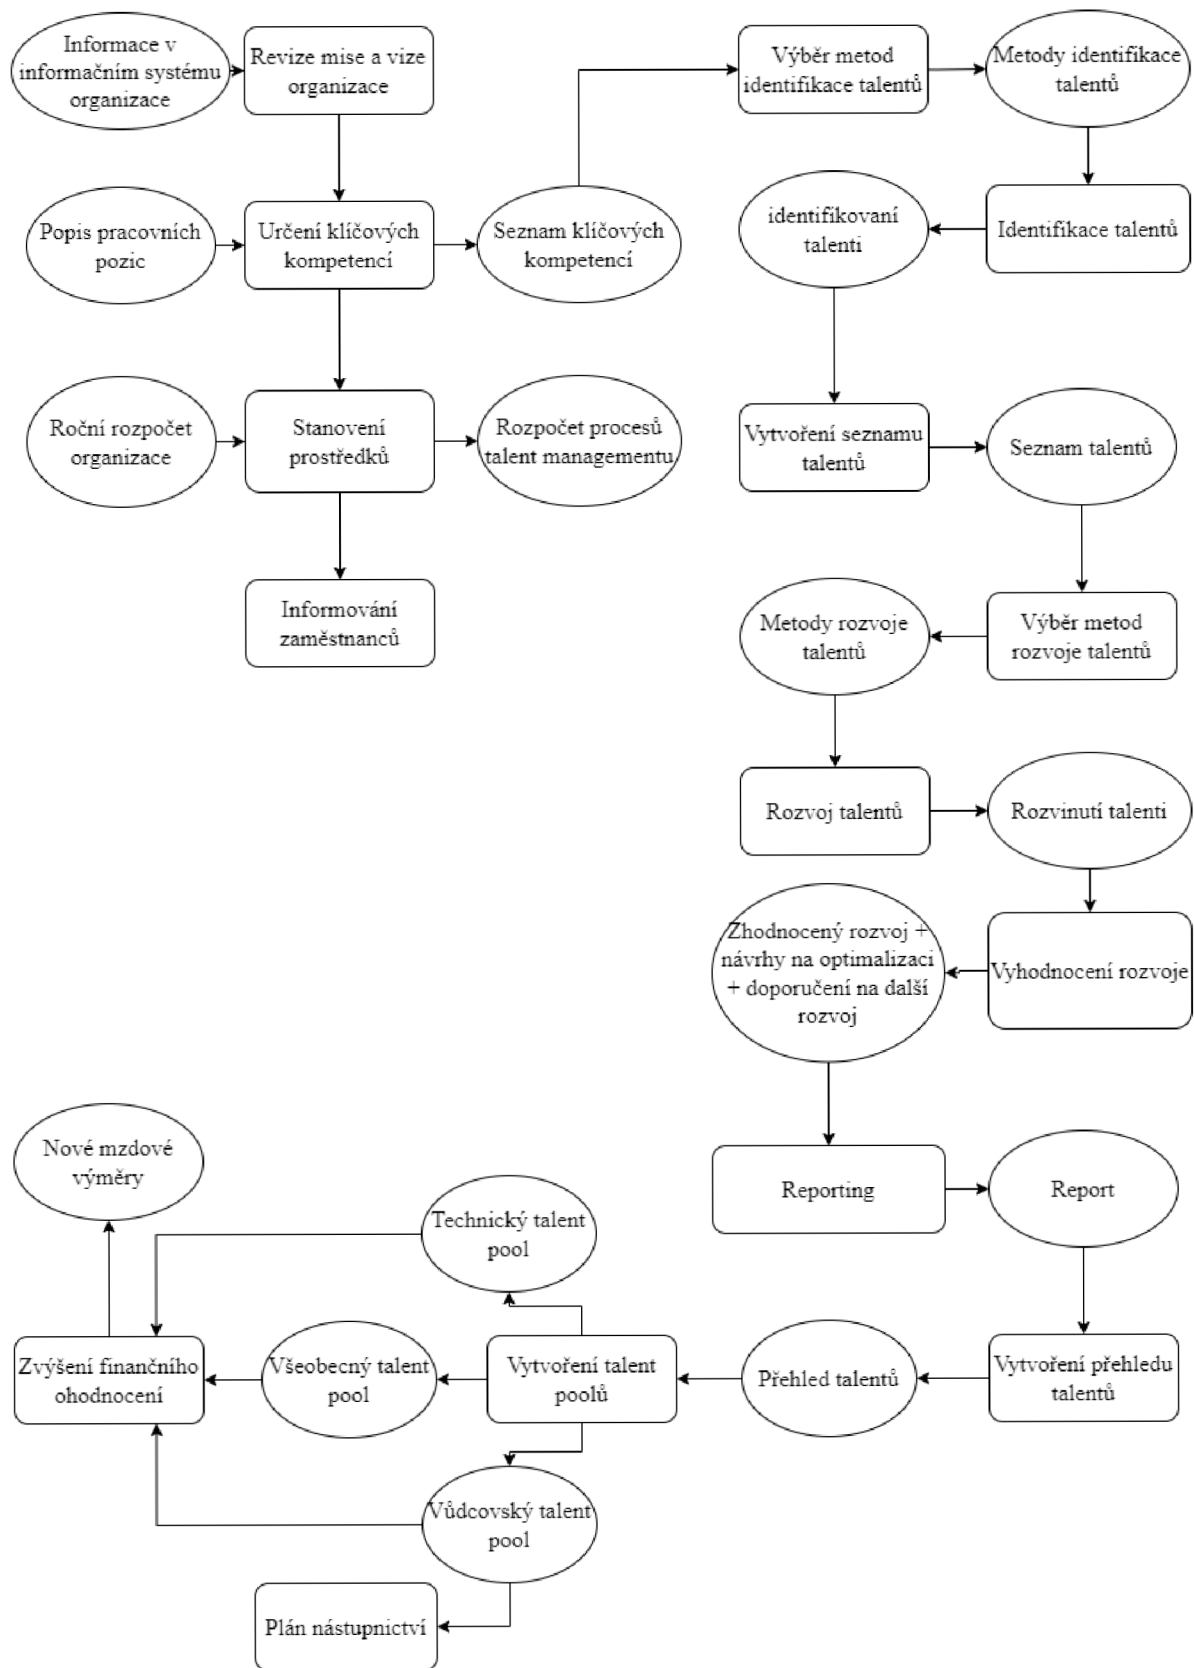 Informace v
informačním systému
organizace
Revize mise a vize
organizace
Výběr metod
identifikace talentů
Metody identifikace
talentů
Popis pracovních
pozic
Určení klíčových
kompetencí
Seznam klíčových
kompetencí
identifikovaní
talenti
Identifikace talentů
Roční rozpočet
organizace
Stanovení
prostředků
Rozpočet procesů
talent managementu
Vytvoření seznamu
talentů
Seznam talentů
Informování
zaměstnanců
Metody rozvoje
talentů
Výběr metod
rozvoje talentů
Rozvoj talentů
Rozvinutí talenti
Zhodnocený rozvoj +
návrhy na optimalizaci
+ doporučení na další
rozvoj
Vyhodnocení rozvoje
Nové mzdové
výměry
Reporting
Report
Technický talent
pool
Zvýšení finančního
ohodnocení
Všeobecný talent
pool
Vytvoření talent
poolů
Přehled talentů
Vytvoření přehledu
talentů
Vůdcovský talent
pool
Plán nástupnictví